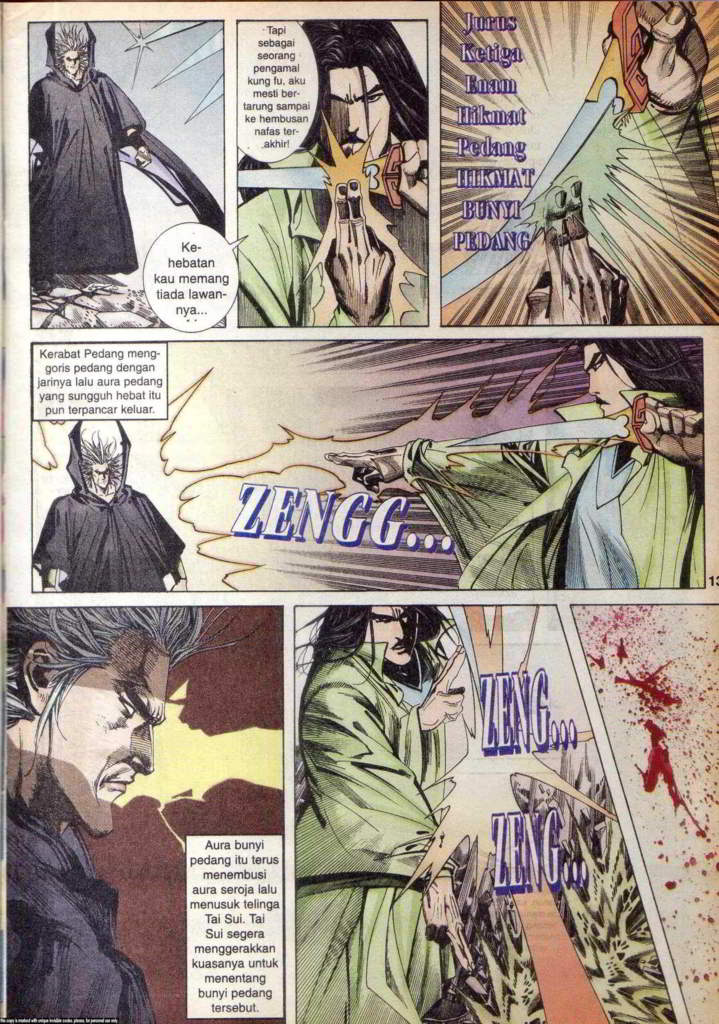 Ke-
hebatan
kau memang
tiada lawan-
nya...
Tapi
sebagai
seorang
pengamal
kung fu, aku
mesti ber-
tarung sampai
ke hembusan
nafas ter-
akhir!
Jurus
Ketiga
Enam
Hikmat
Pedang
HIKMAT
BUNYI
PEDANG
Kerabat Pedang meng-
goris pedang dengan
jarinya lalu aura pedang
yang sungguh hebat itu
pun terpancar keluar.
ZENGG...
13
Aura bunyi
pedang itu terus
menembusi
aura seroja lalu
menusuk telinga
Tai Sui. Tai
Sui segera
menggerakkan
kuasanya untuk
menentang
bunyi pedang
tersebut.
ZENG...
ZENG...